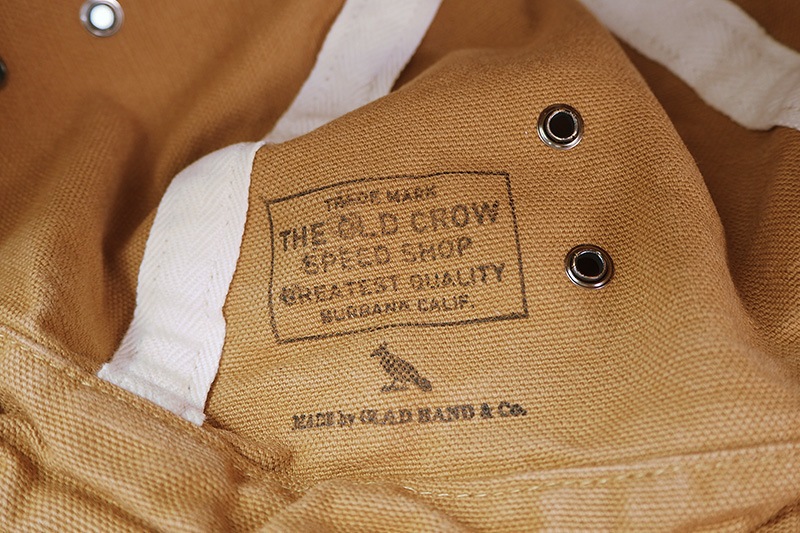 TRADE MARK
THE OLD CROW
SPEED SHOP
GREATEST QUALITY
BURBANK CALIF.
MADE by GLAD HAND & Co.